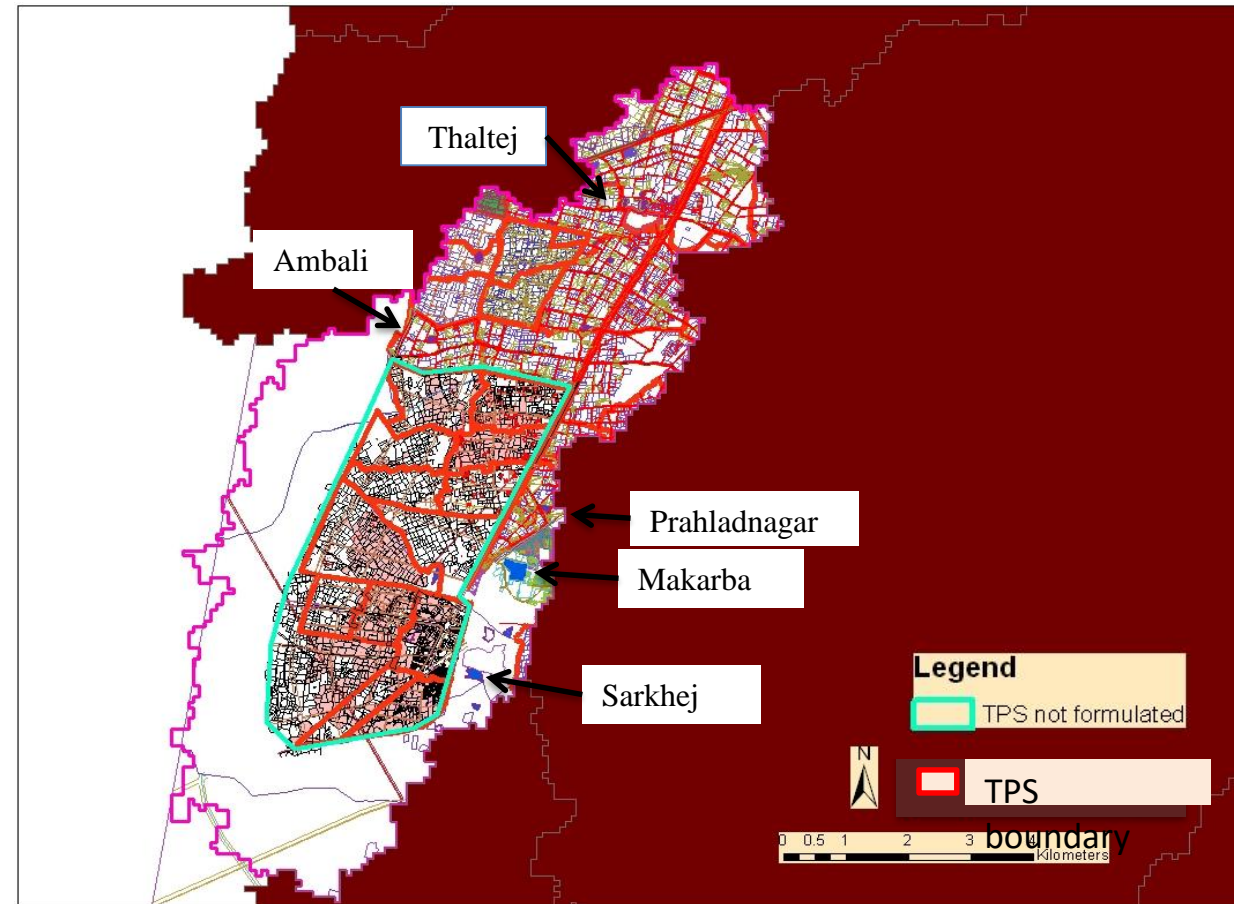 Thaltej
Ambali
Prahladnagar
Makarba
Sarkhej
Legend
TPS not formulated
N
TPS
boundary
0 0.5 1 2 3 4
Kilometers